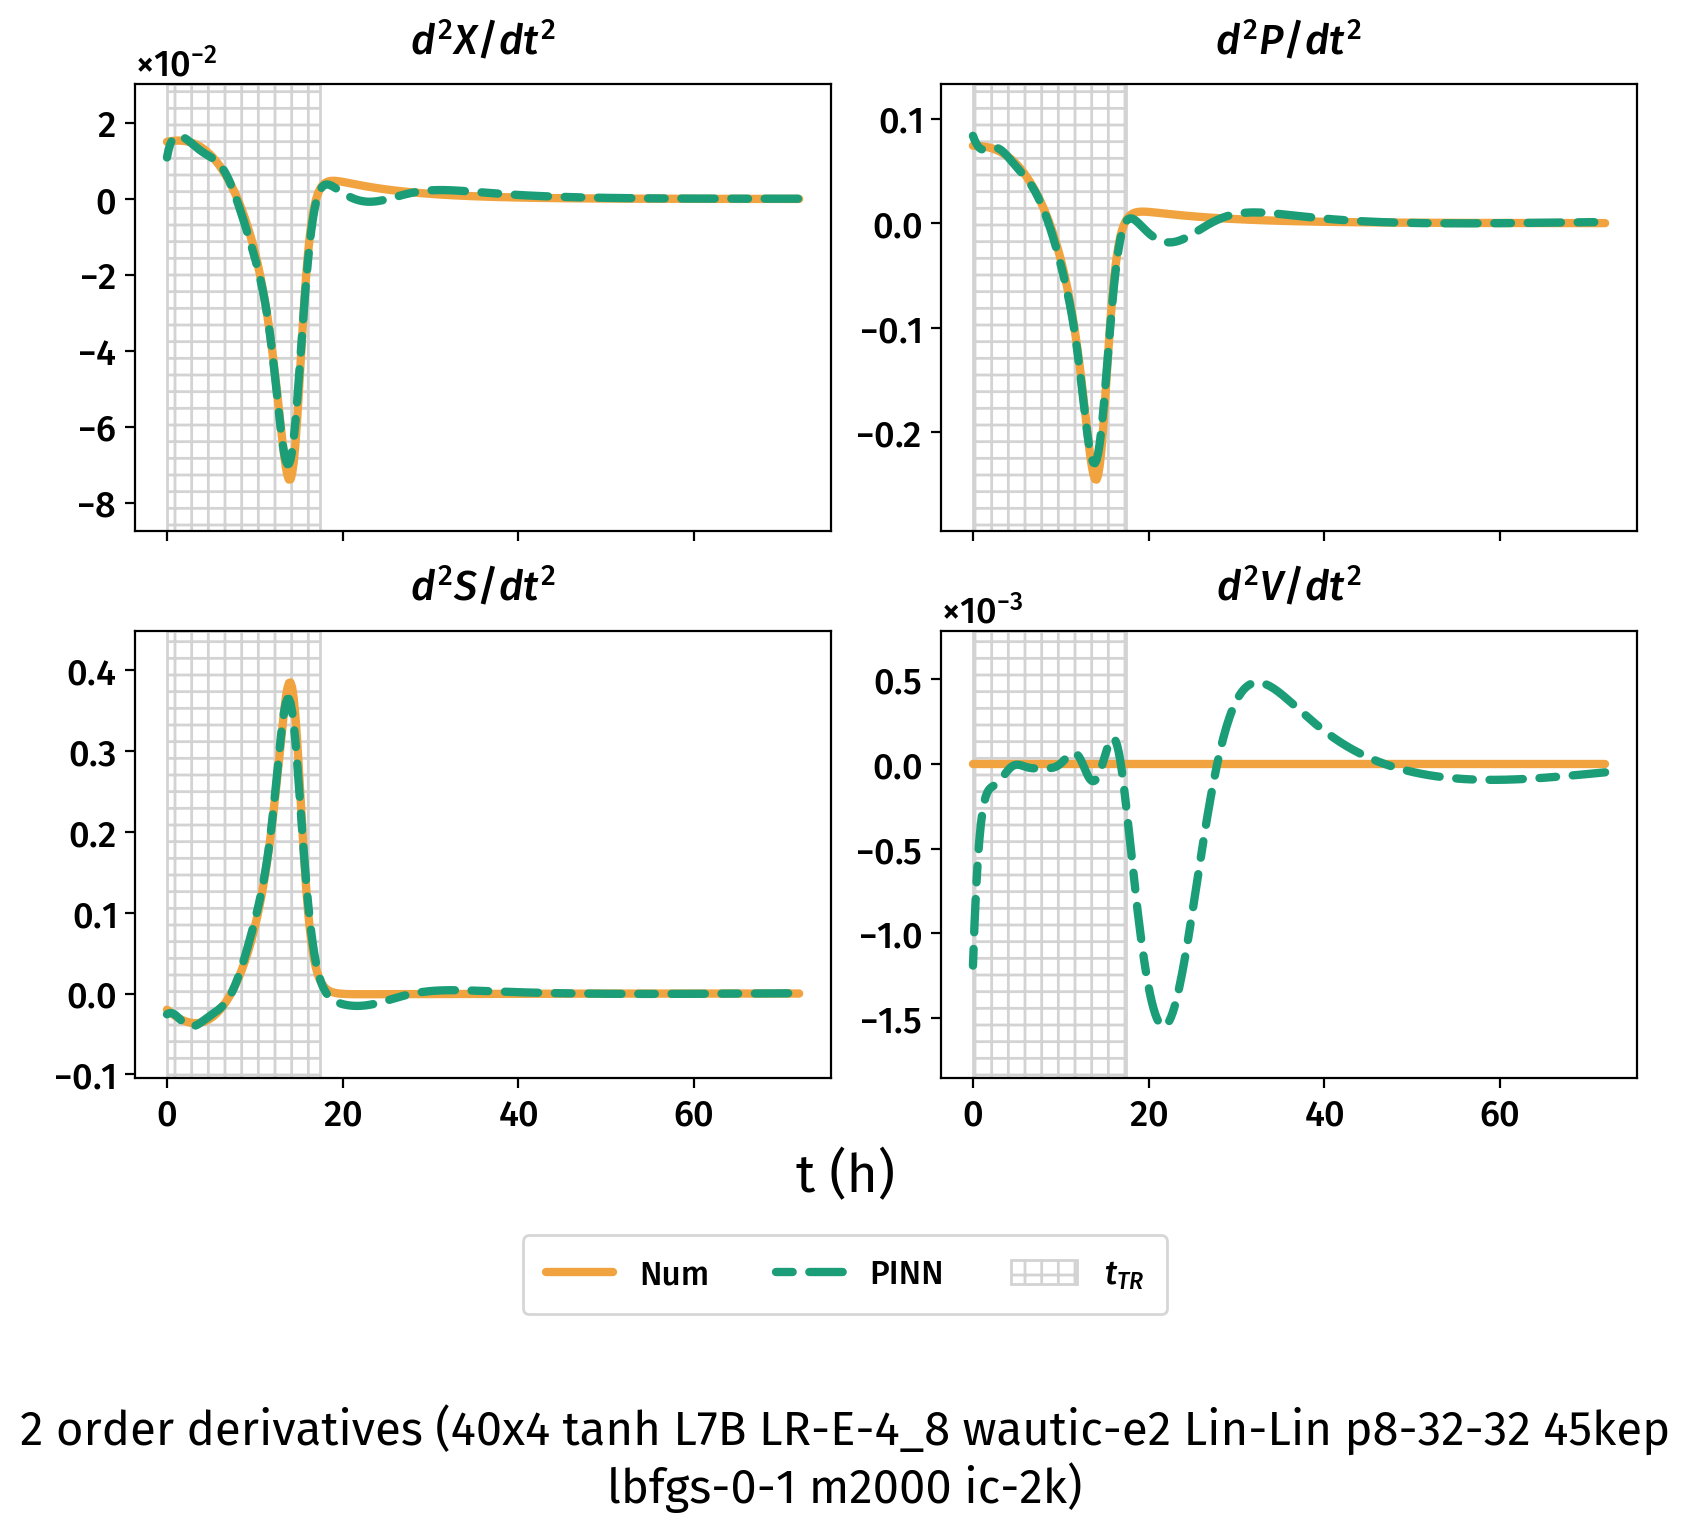 d²X/dt²
d²P/dt²
×10⁻²
2
0
−2
−4
−6
−8
0.1
0.0
−0.1
−0.2
d²S/dt²
d²V/dt²
×10⁻³
0.4
0.3
0.2
0.1
0.0
−0.1
0.5
0.0
−0.5
−1.0
−1.5
0 20 40 60
0 20 40 60
t (h)
Num PINN t_TR
2 order derivatives (40x4 tanh L7B LR-E-4_8 wautic-e2 Lin-Lin p8-32-32 45kep
lbfgs-0-1 m2000 ic-2k)